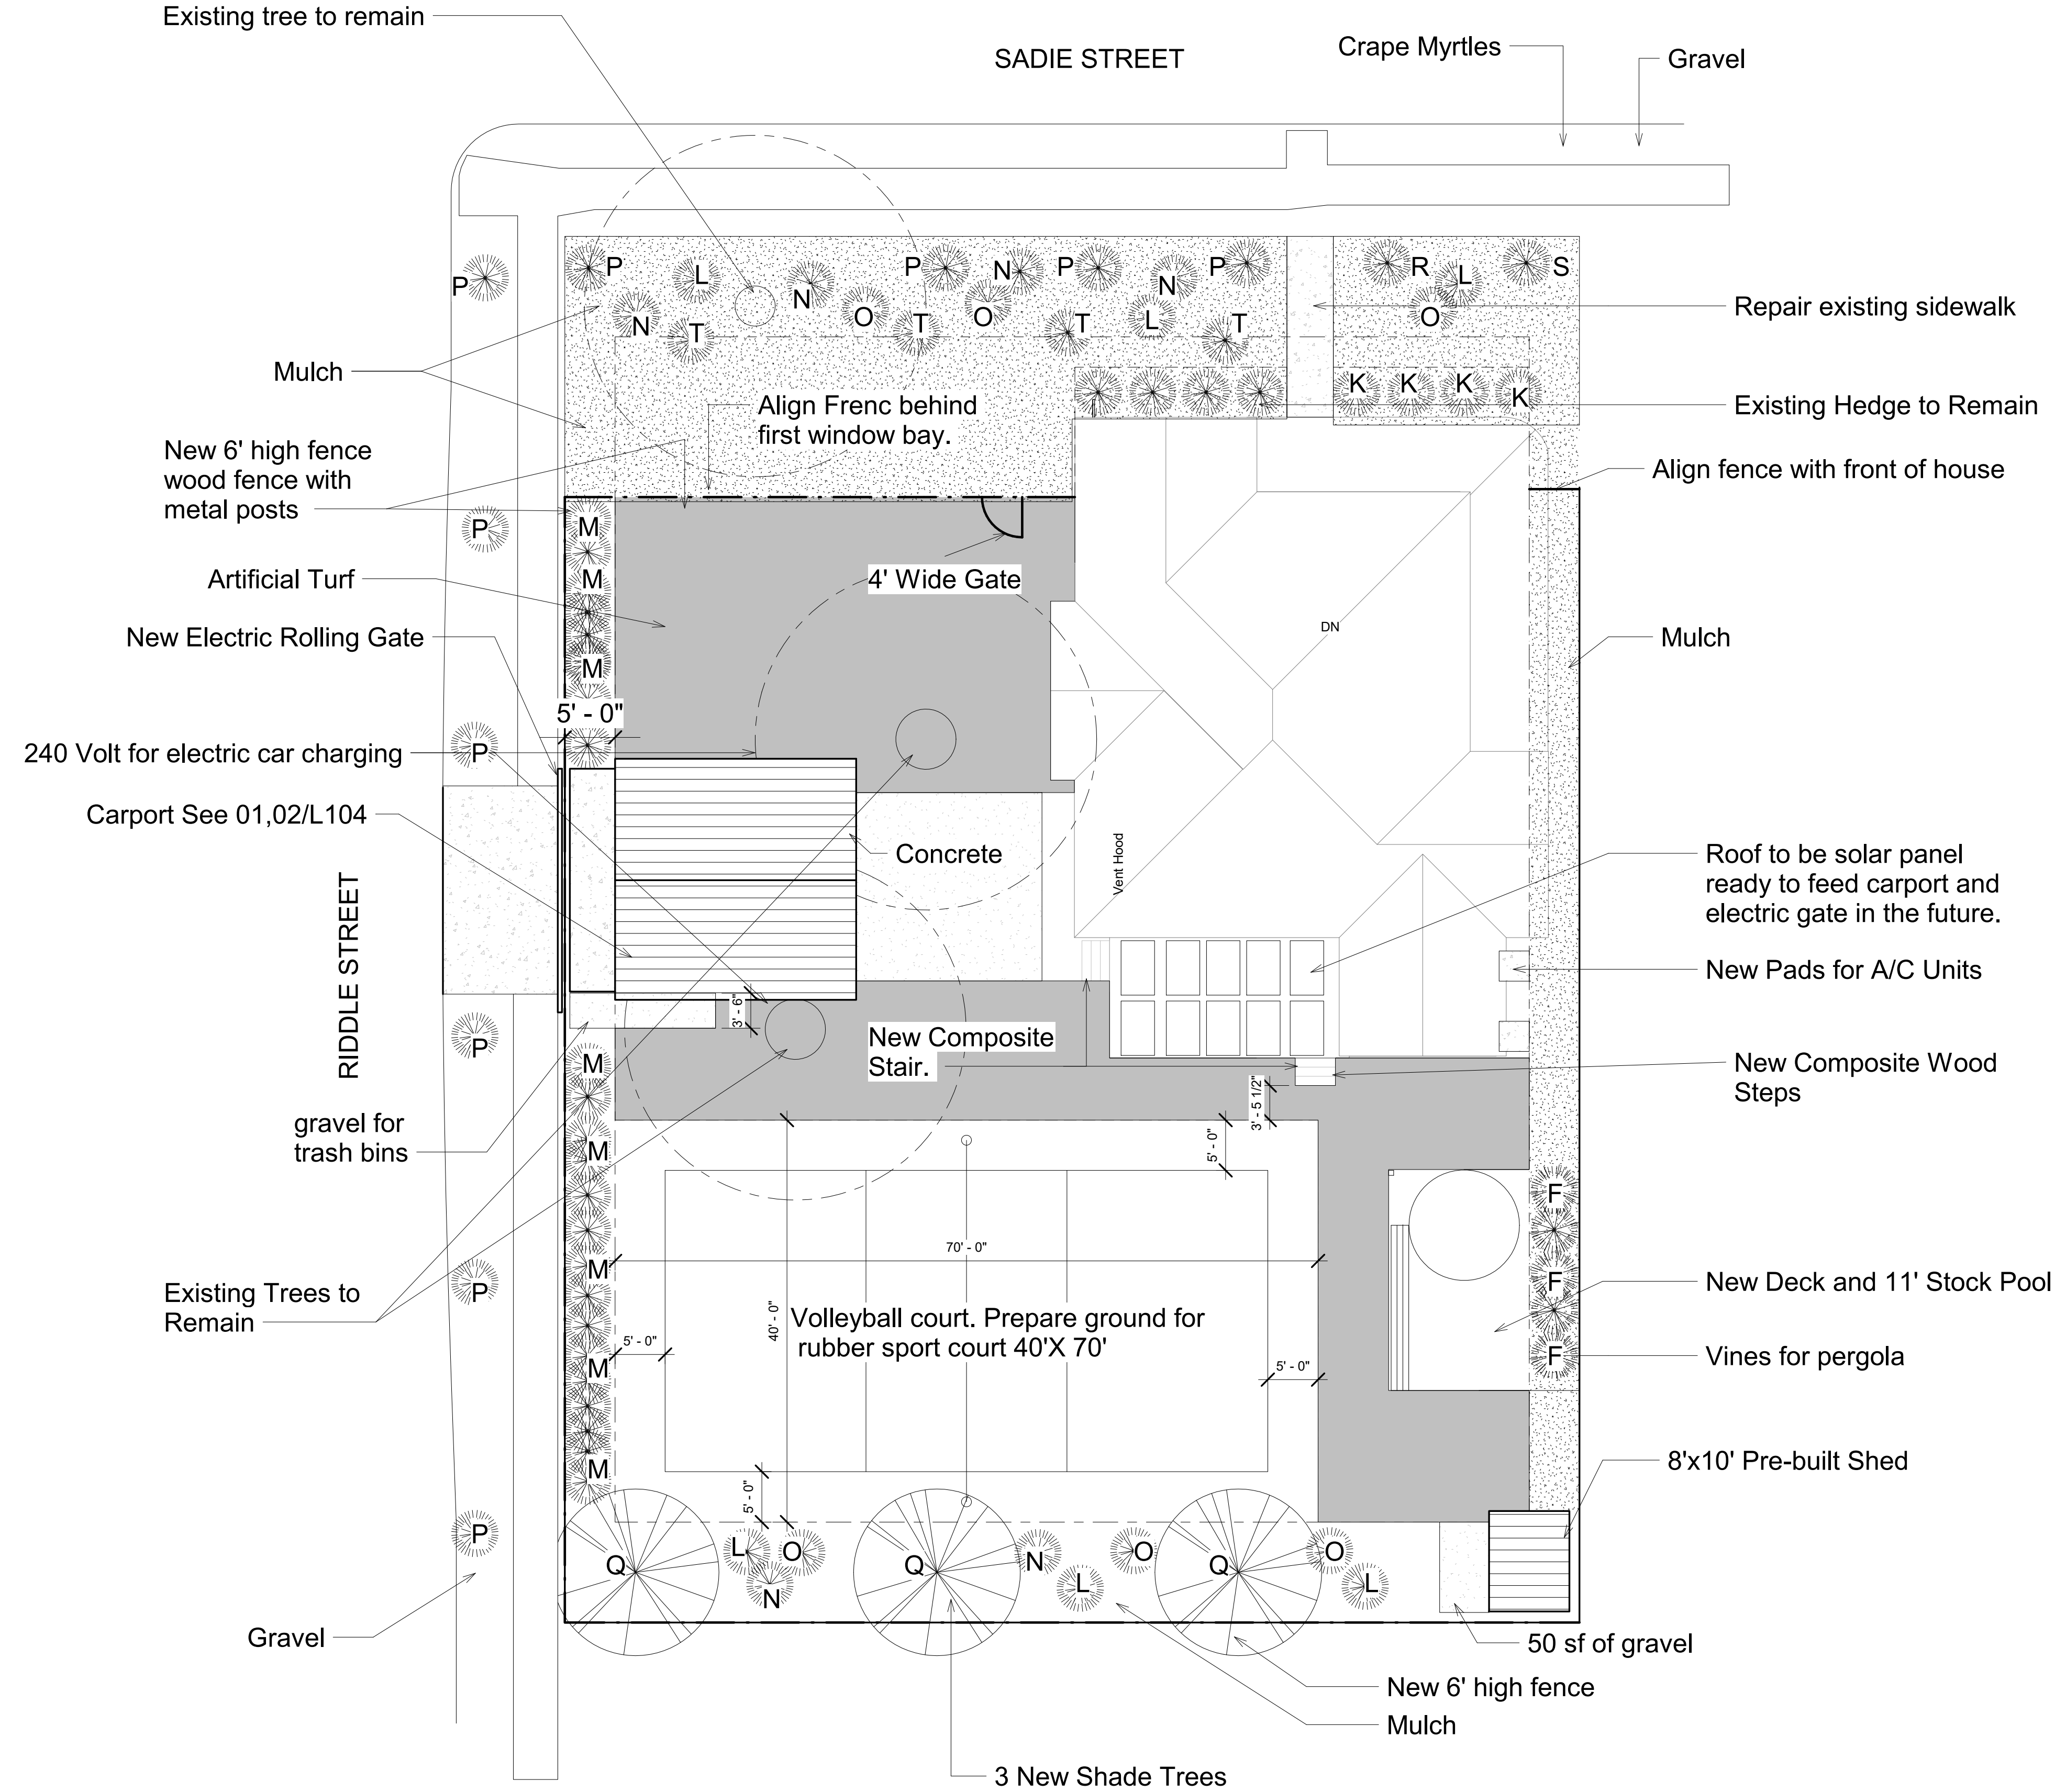 Existing tree to remain
SADIE STREET
Crape Myrtles
Gravel
P
P
L
N
P
N
P
N
P
R
L
S
N
T
O
T
O
T
L
T
O
Repair existing sidewalk
Mulch
K
K
K
K
Align Frenc behind
first window bay.
Existing Hedge to Remain
New 6' high fence
wood fence with
metal posts
Align fence with front of house
P
M
Artificial Turf
M
4' Wide Gate
New Electric Rolling Gate
DN
Mulch
M
5' - 0"
240 Volt for electric car charging
P
Carport See 01,02/L104
Concrete
Vent Hood
Roof to be solar panel
ready to feed carport and
electric gate in the future.
RIDDLE STREET
New Pads for A/C Units
3' - 6"
P
New Composite
Stair.
M
New Composite Wood
Steps
3' - 5 1/2"
gravel for
trash bins
M
5' - 0"
F
70' - 0"
M
P
F
Existing Trees to
Remain
New Deck and 11' Stock Pool
40' - 0"
Volleyball court. Prepare ground for
rubber sport court 40'X 70'
5' - 0"
5' - 0"
M
F
Vines for pergola
M
8'x10' Pre-built Shed
5' - 0"
P
Q
L
O
N
Q
N
L
O
Q
O
L
Gravel
50 sf of gravel
New 6' high fence
Mulch
3 New Shade Trees